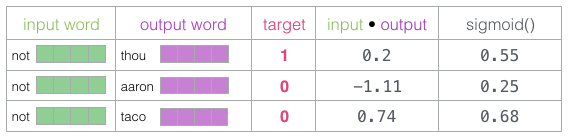 input word output word target input • output sigmoid()
not thou 1 0.2 0.55
not aaron 0 -1.11 0.25
not taco 0 0.74 0.68